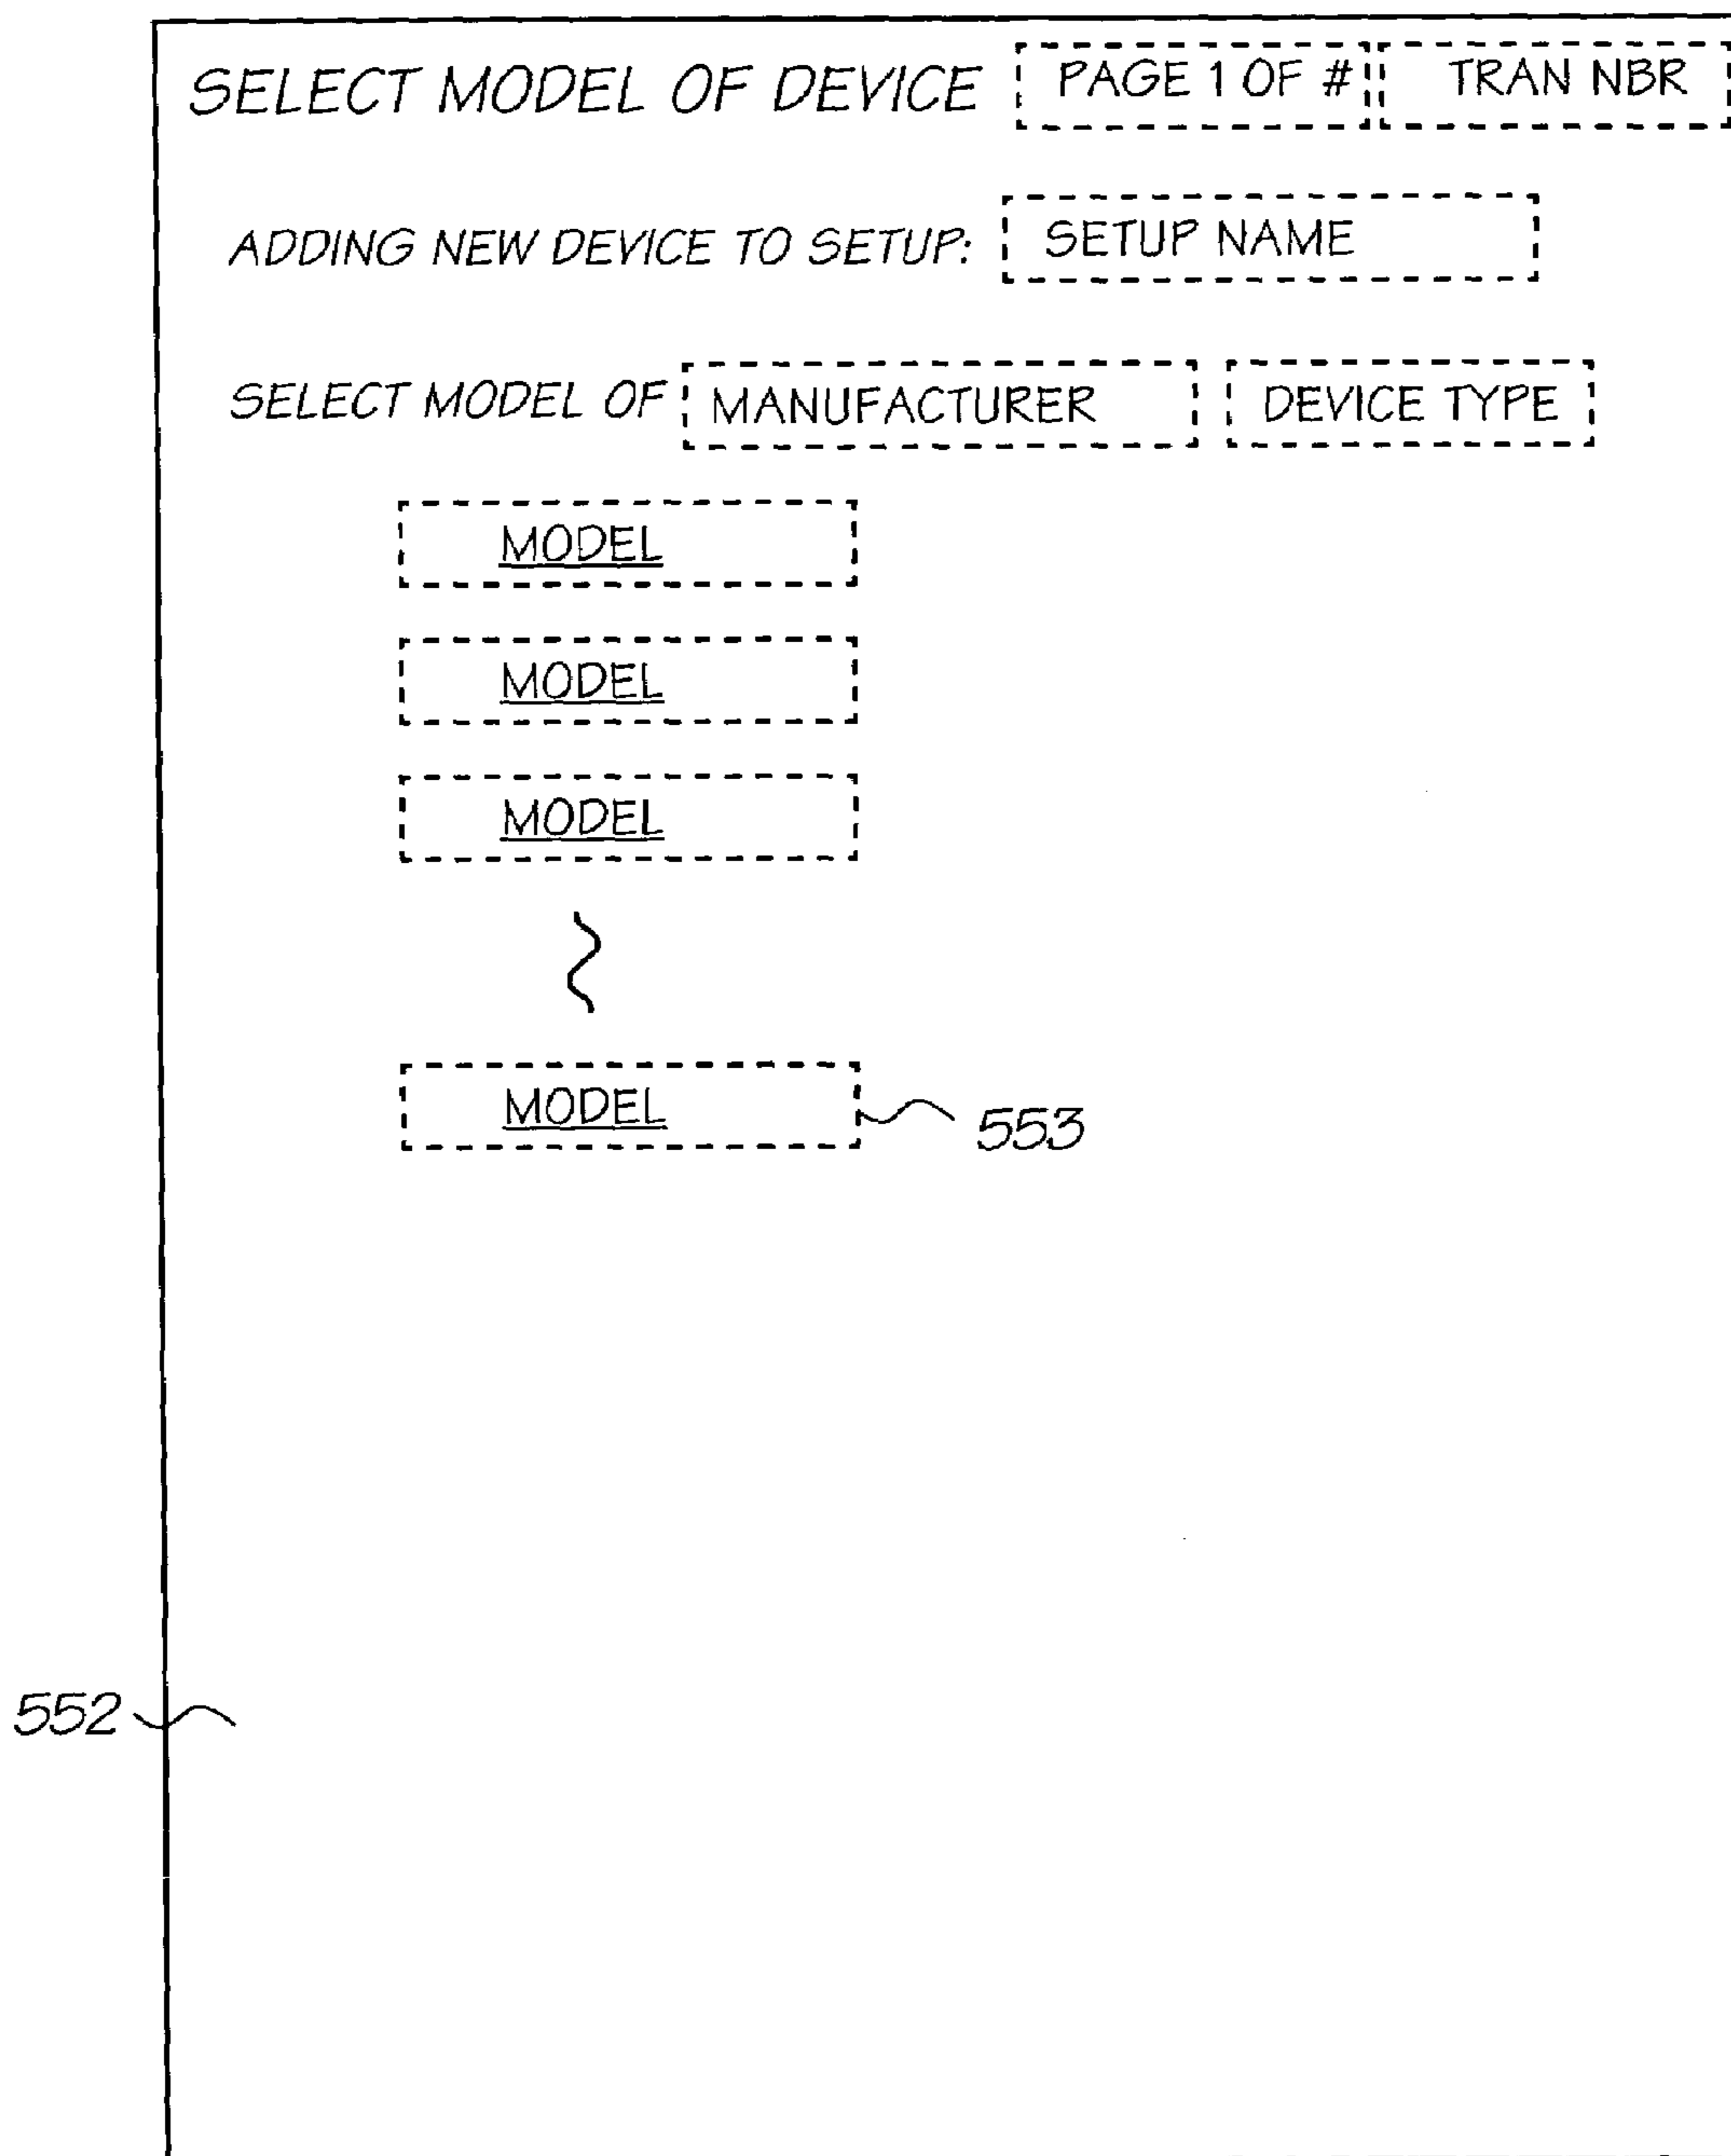 SELECT MODEL OF DEVICE PAGE 1 OF # TRAN NBR
ADDING NEW DEVICE TO SETUP: SETUP NAME
SELECT MODEL OF MANUFACTURER DEVICE TYPE
MODEL
MODEL
MODEL
MODEL 553
552